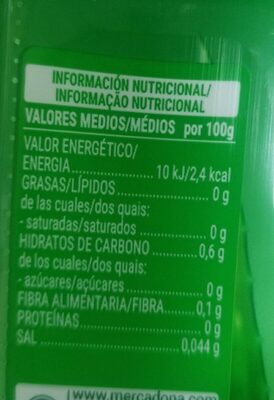 INFORMACIÓN NUTRICIONAL/
INFORMAÇÃO NUTRICIONAL
VALORES MEDIOS/MÉDIOS por 100g
VALOR ENERGÉTICO/
ENERGIA.....................10 kJ/2,4 kcal
GRASAS/LÍPIDOS.....................0 g
de las cuales/dos quais:
- saturadas/saturados.............0 g
HIDRATOS DE CARBONO........0,6 g
de los cuales/dos quais:
- azúcares/açúcares..................0 g
FIBRA ALIMENTARIA/FIBRA.....0,1 g
PROTEÍNAS.............................0 g
SAL.................................0,044 g
www.mercadona.com